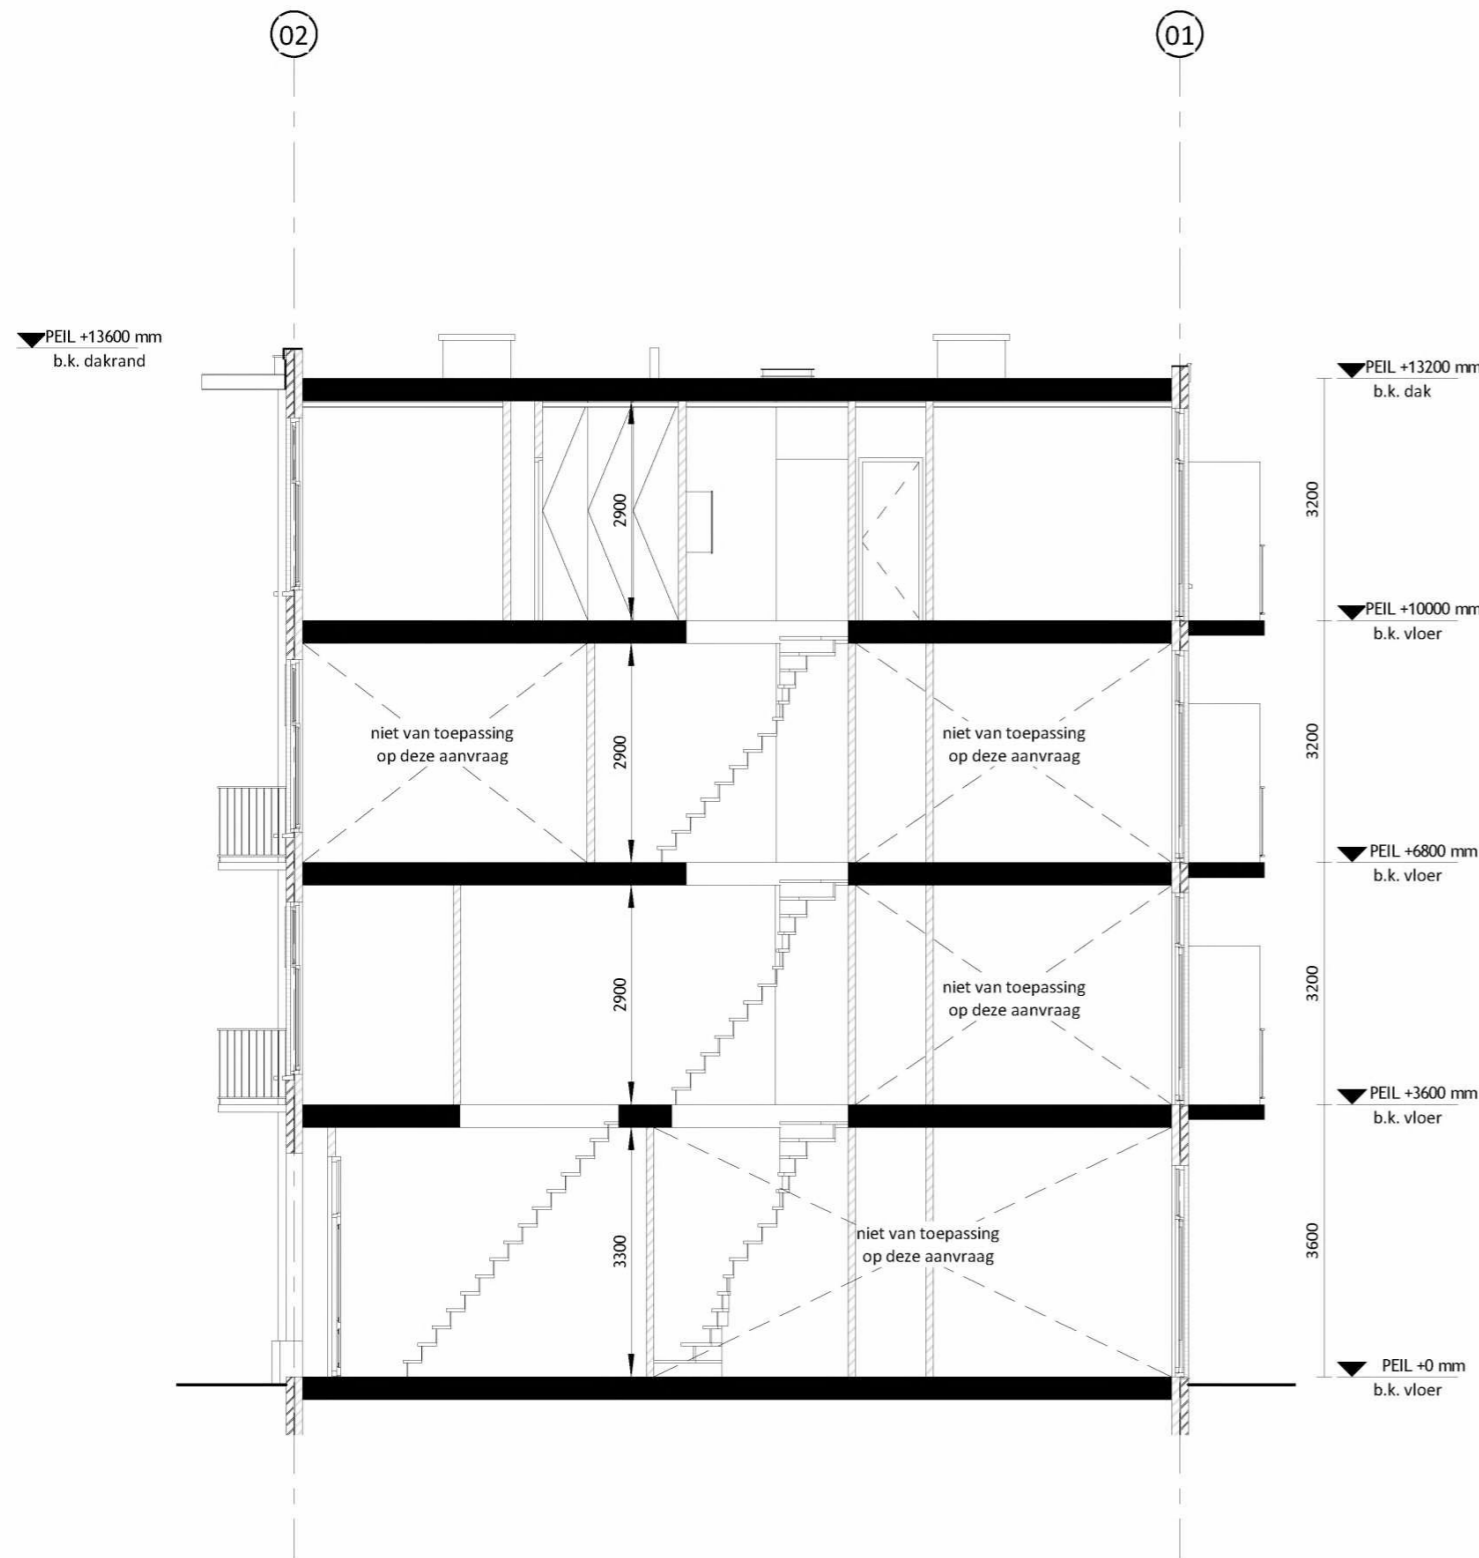 02
01
PEIL +13600 mm
b.k. dakrand
PEIL +13200 mm
b.k. dak
2900
3200
PEIL +10000 mm
b.k. vloer
niet van toepassing
op deze aanvraag
2900
niet van toepassing
op deze aanvraag
3200
PEIL +6800 mm
b.k. vloer
2900
niet van toepassing
op deze aanvraag
3200
PEIL +3600 mm
b.k. vloer
3300
niet van toepassing
op deze aanvraag
3600
PEIL +0 mm
b.k. vloer